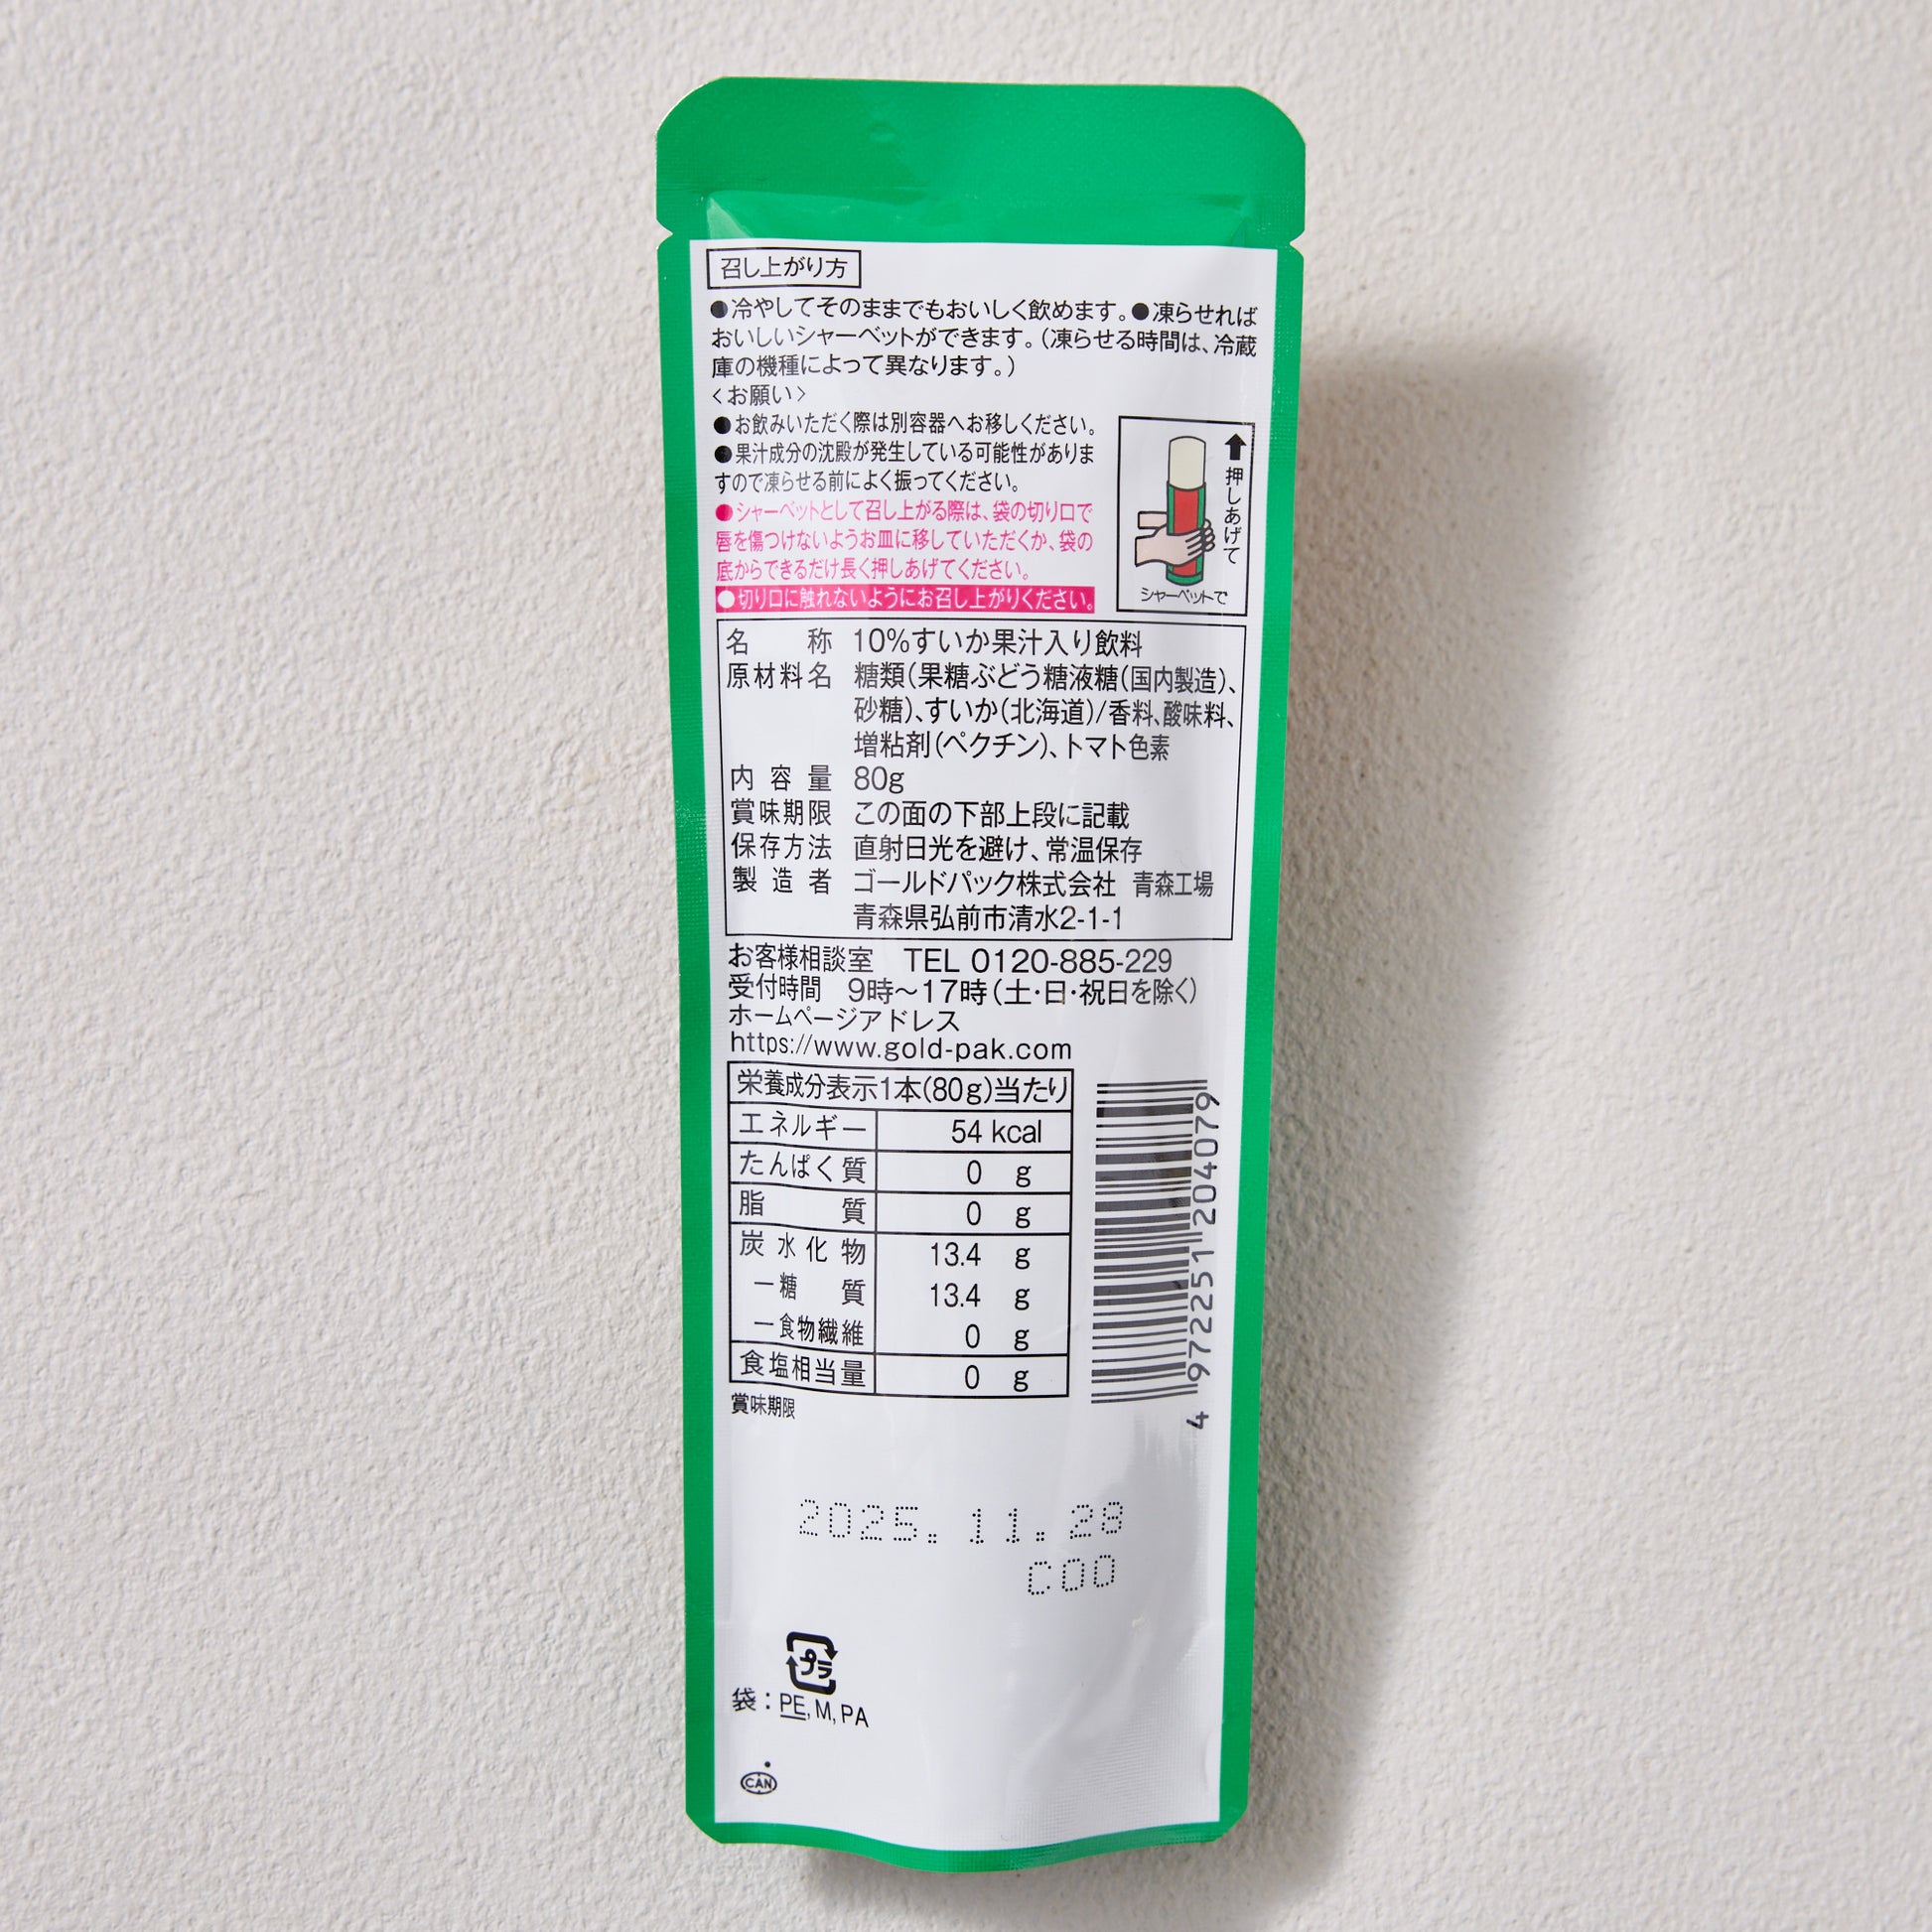 召し上がり方
●冷やしてそのままでもおいしく飲めます。●凍らせれば
おいしいシャーベットができます。(凍らせる時間は、冷蔵
庫の機種によって異なります。)
<お願い>
●お飲みいただく際は別容器へお移しください。
●果汁成分の沈殿が発生している可能性がありま
すので凍らせる前によく振ってください。
●シャーベットとして召し上がる際は、袋の切り口で
唇を傷つけないようお皿に移していただくか、袋の
底からできるだけ長く押しあげてください。
●切り口に触れないようにお召し上がりください。
押しあげて
シャーベットで
名称 10%すいか果汁入り飲料
原材料名 糖類(果糖ぶどう糖液糖(国内製造)、
砂糖)、すいか(北海道)/香料、酸味料、
増粘剤(ペクチン)、トマト色素
内容量 80g
賞味期限 この面の下部上段に記載
保存方法 直射日光を避け、常温保存
製造者 ゴールドパック株式会社 青森工場
青森県弘前市清水2-1-1
お客様相談室 TEL 0120-885-229
受付時間 9時〜17時(土・日・祝日を除く)
ホームページアドレス
https://www.gold-pak.com
栄養成分表示1本(80g)当たり
エネルギー 54 kcal
たんぱく質 0 g
脂質 0 g
炭水化物 13.4 g
ー糖質 13.4 g
ー食物繊維 0 g
食塩相当量 0 g
4 972251 204079
賞味期限
2025.11.28
C00
プラ
袋:PE, M, PA
CAN